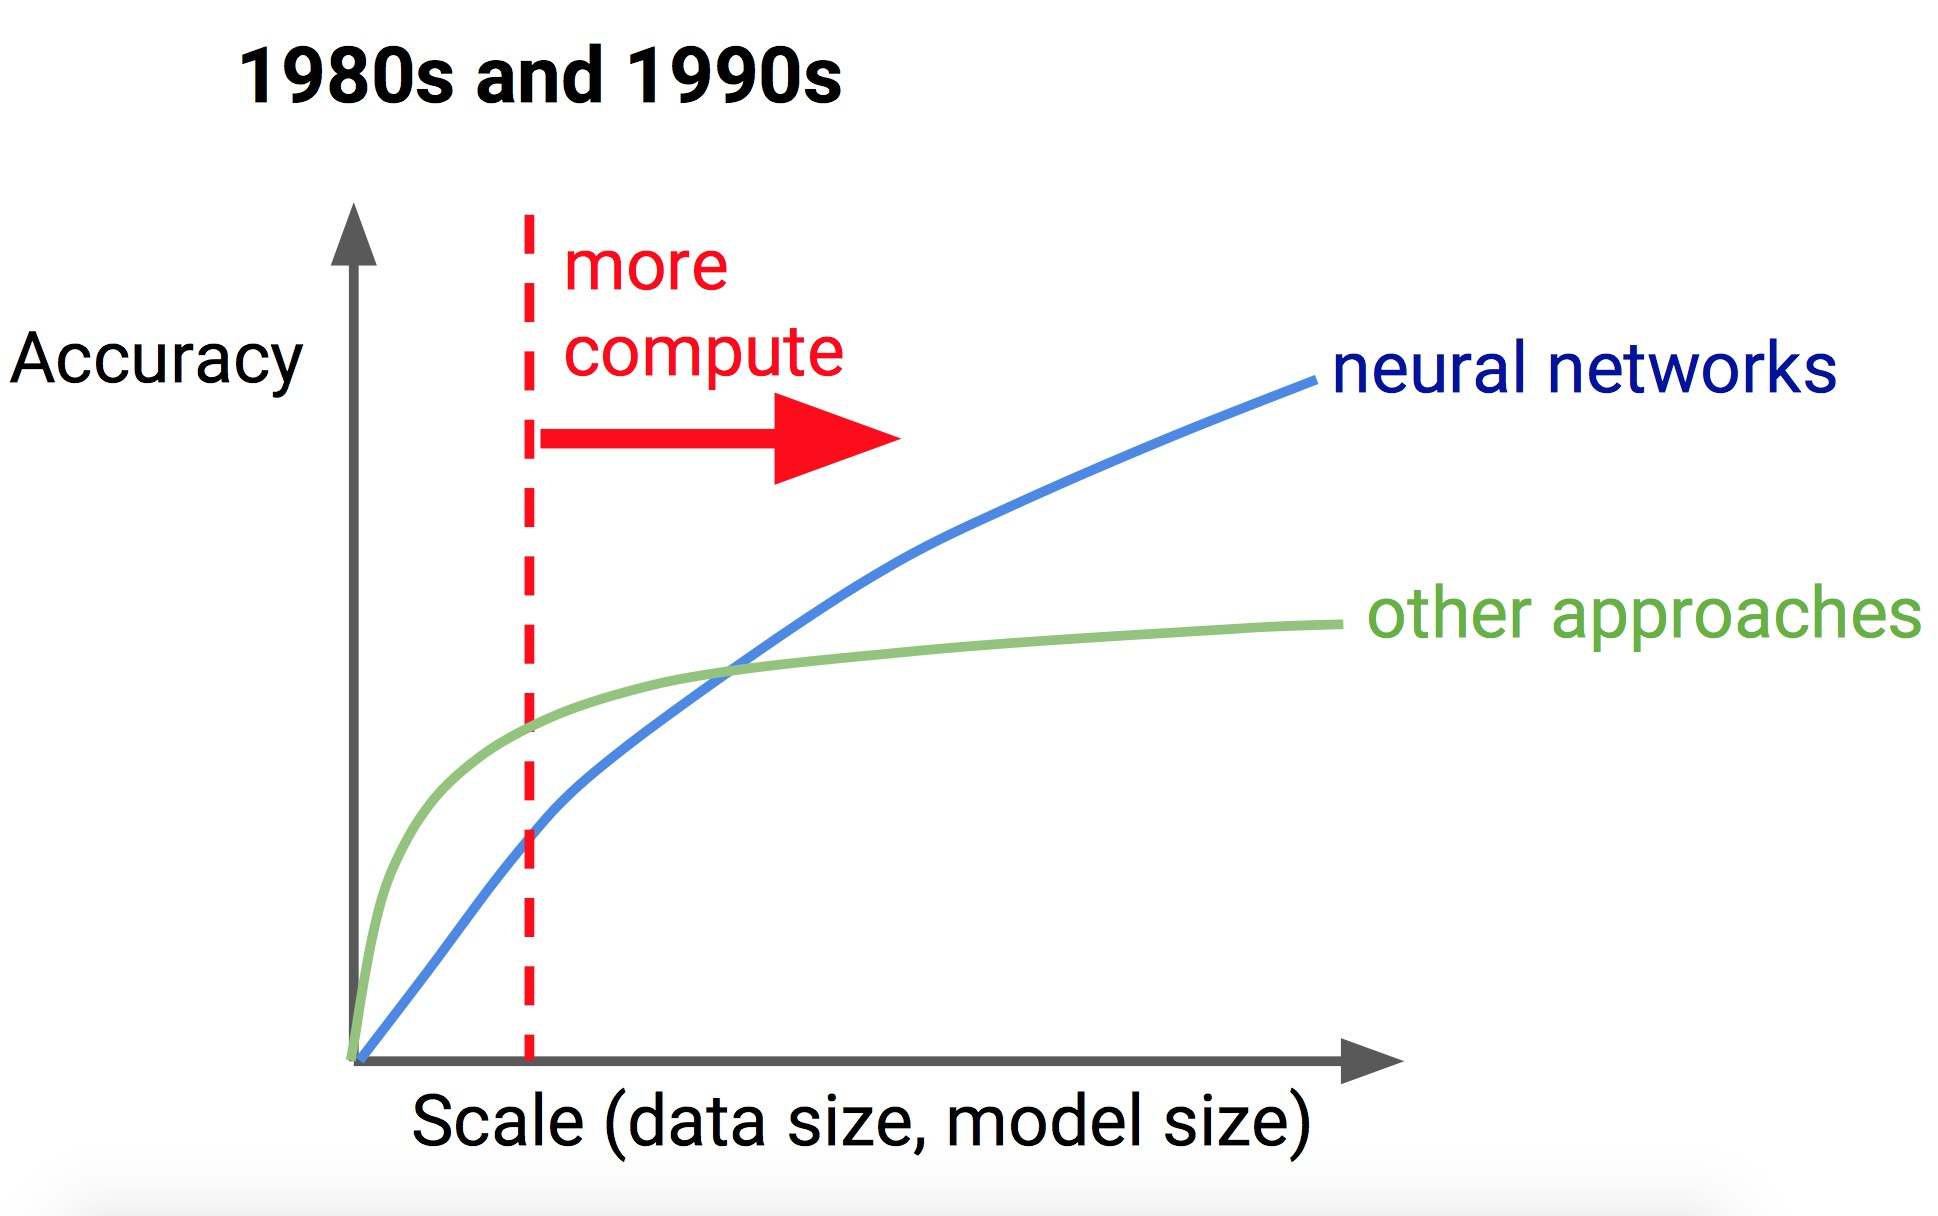 1980s and 1990s
more
compute
Accuracy
neural networks
other approaches
Scale (data size, model size)